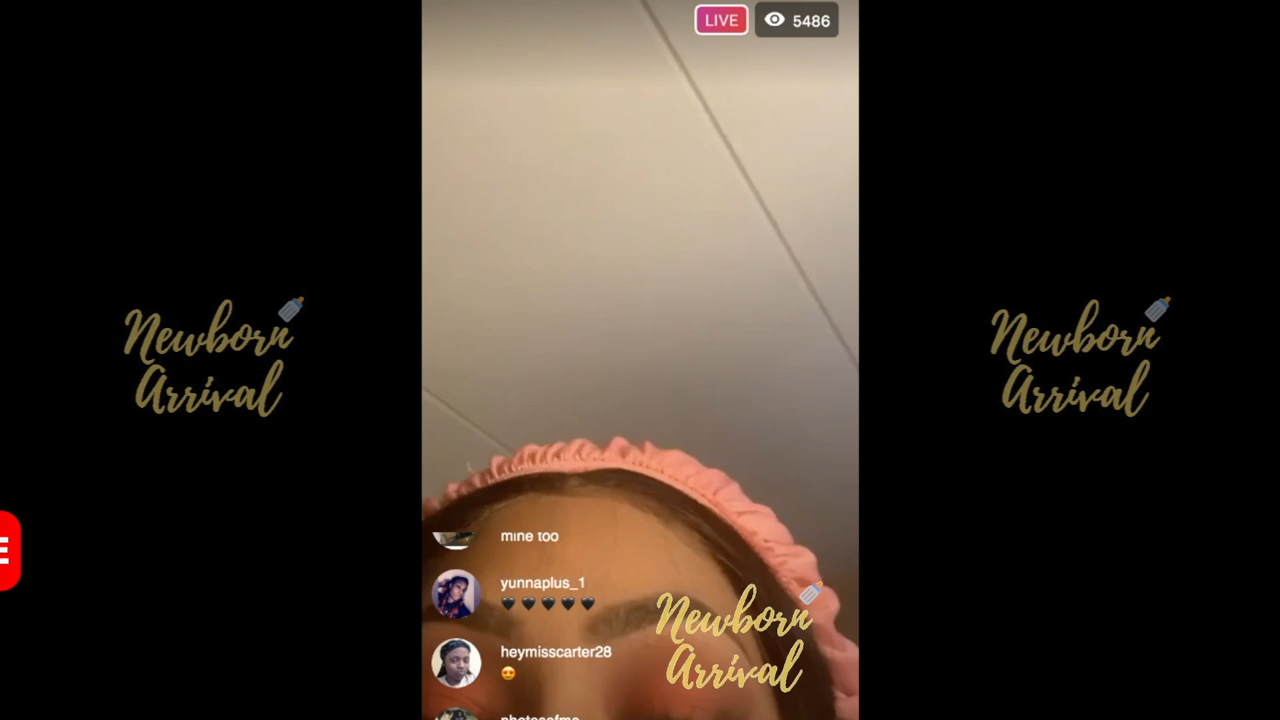 LIVE
5486
Newborn
Arrival
Newborn
Arrival
mine too
yunnaplus_1
🖤 🖤 🖤 🖤 🖤
heymisscarter28
😍
Newborn
Arrival